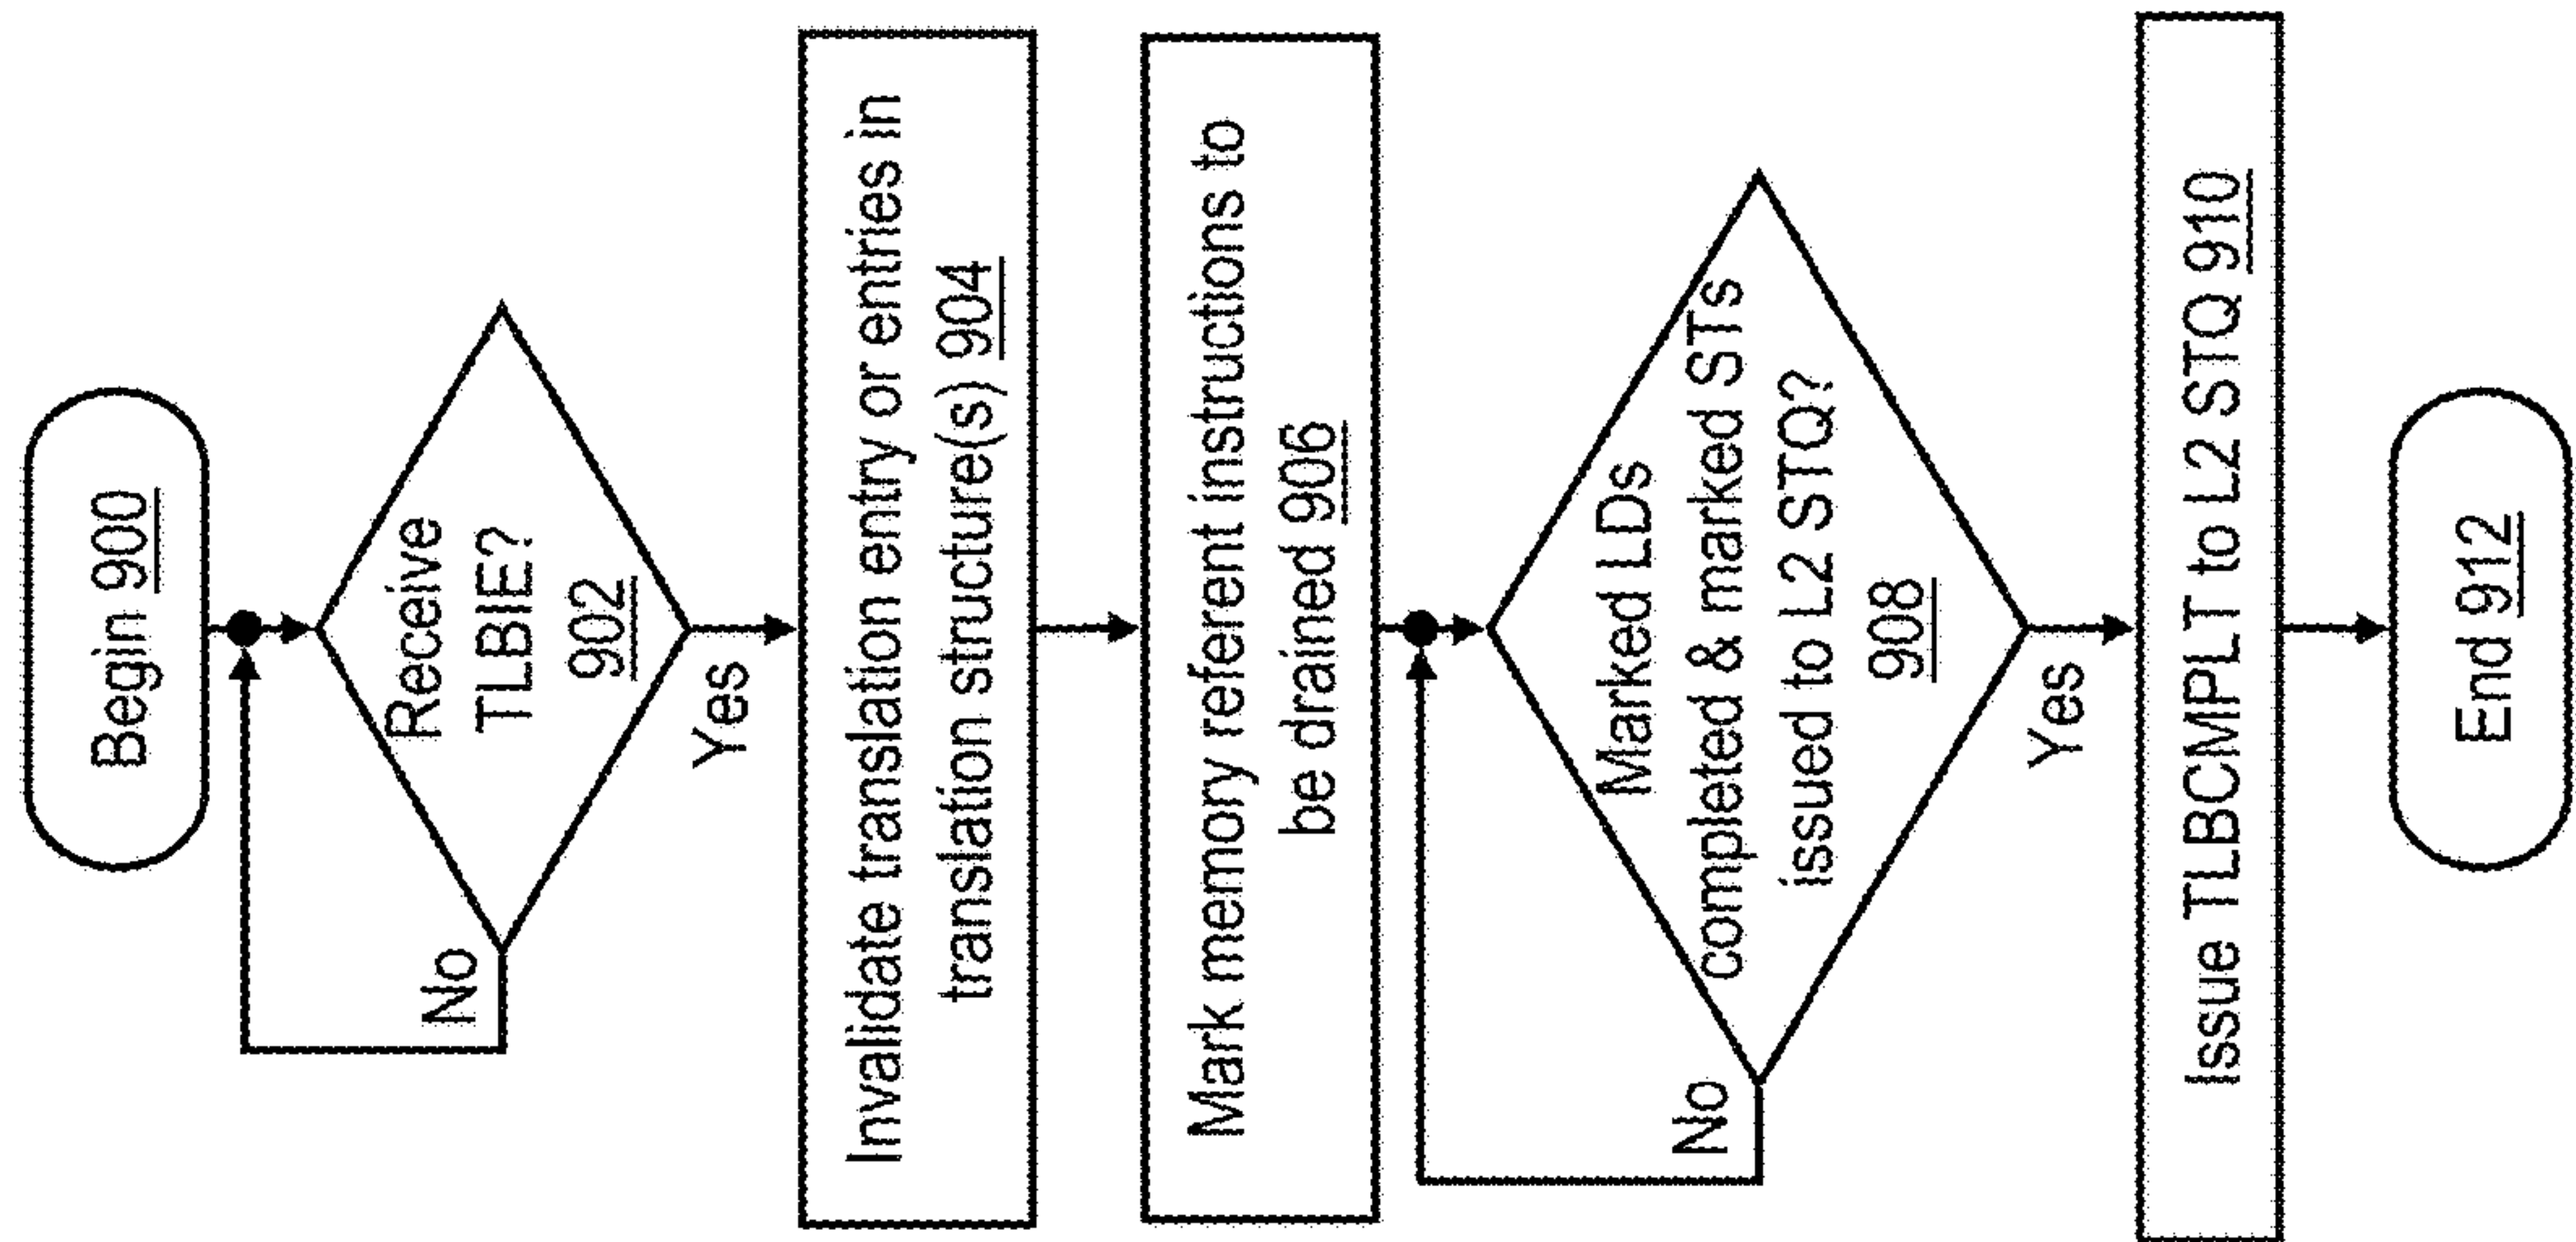 Begin 900
Receive
TLBIE?
902
No
Yes
Invalidate translation entry or entries in
translation structure(s) 904
Mark memory referent instructions to
be drained 906
Marked LDs
completed & marked STs
issued to L2 STQ?
908
No
Yes
Issue TLBCMPLT to L2 STQ 910
End 912